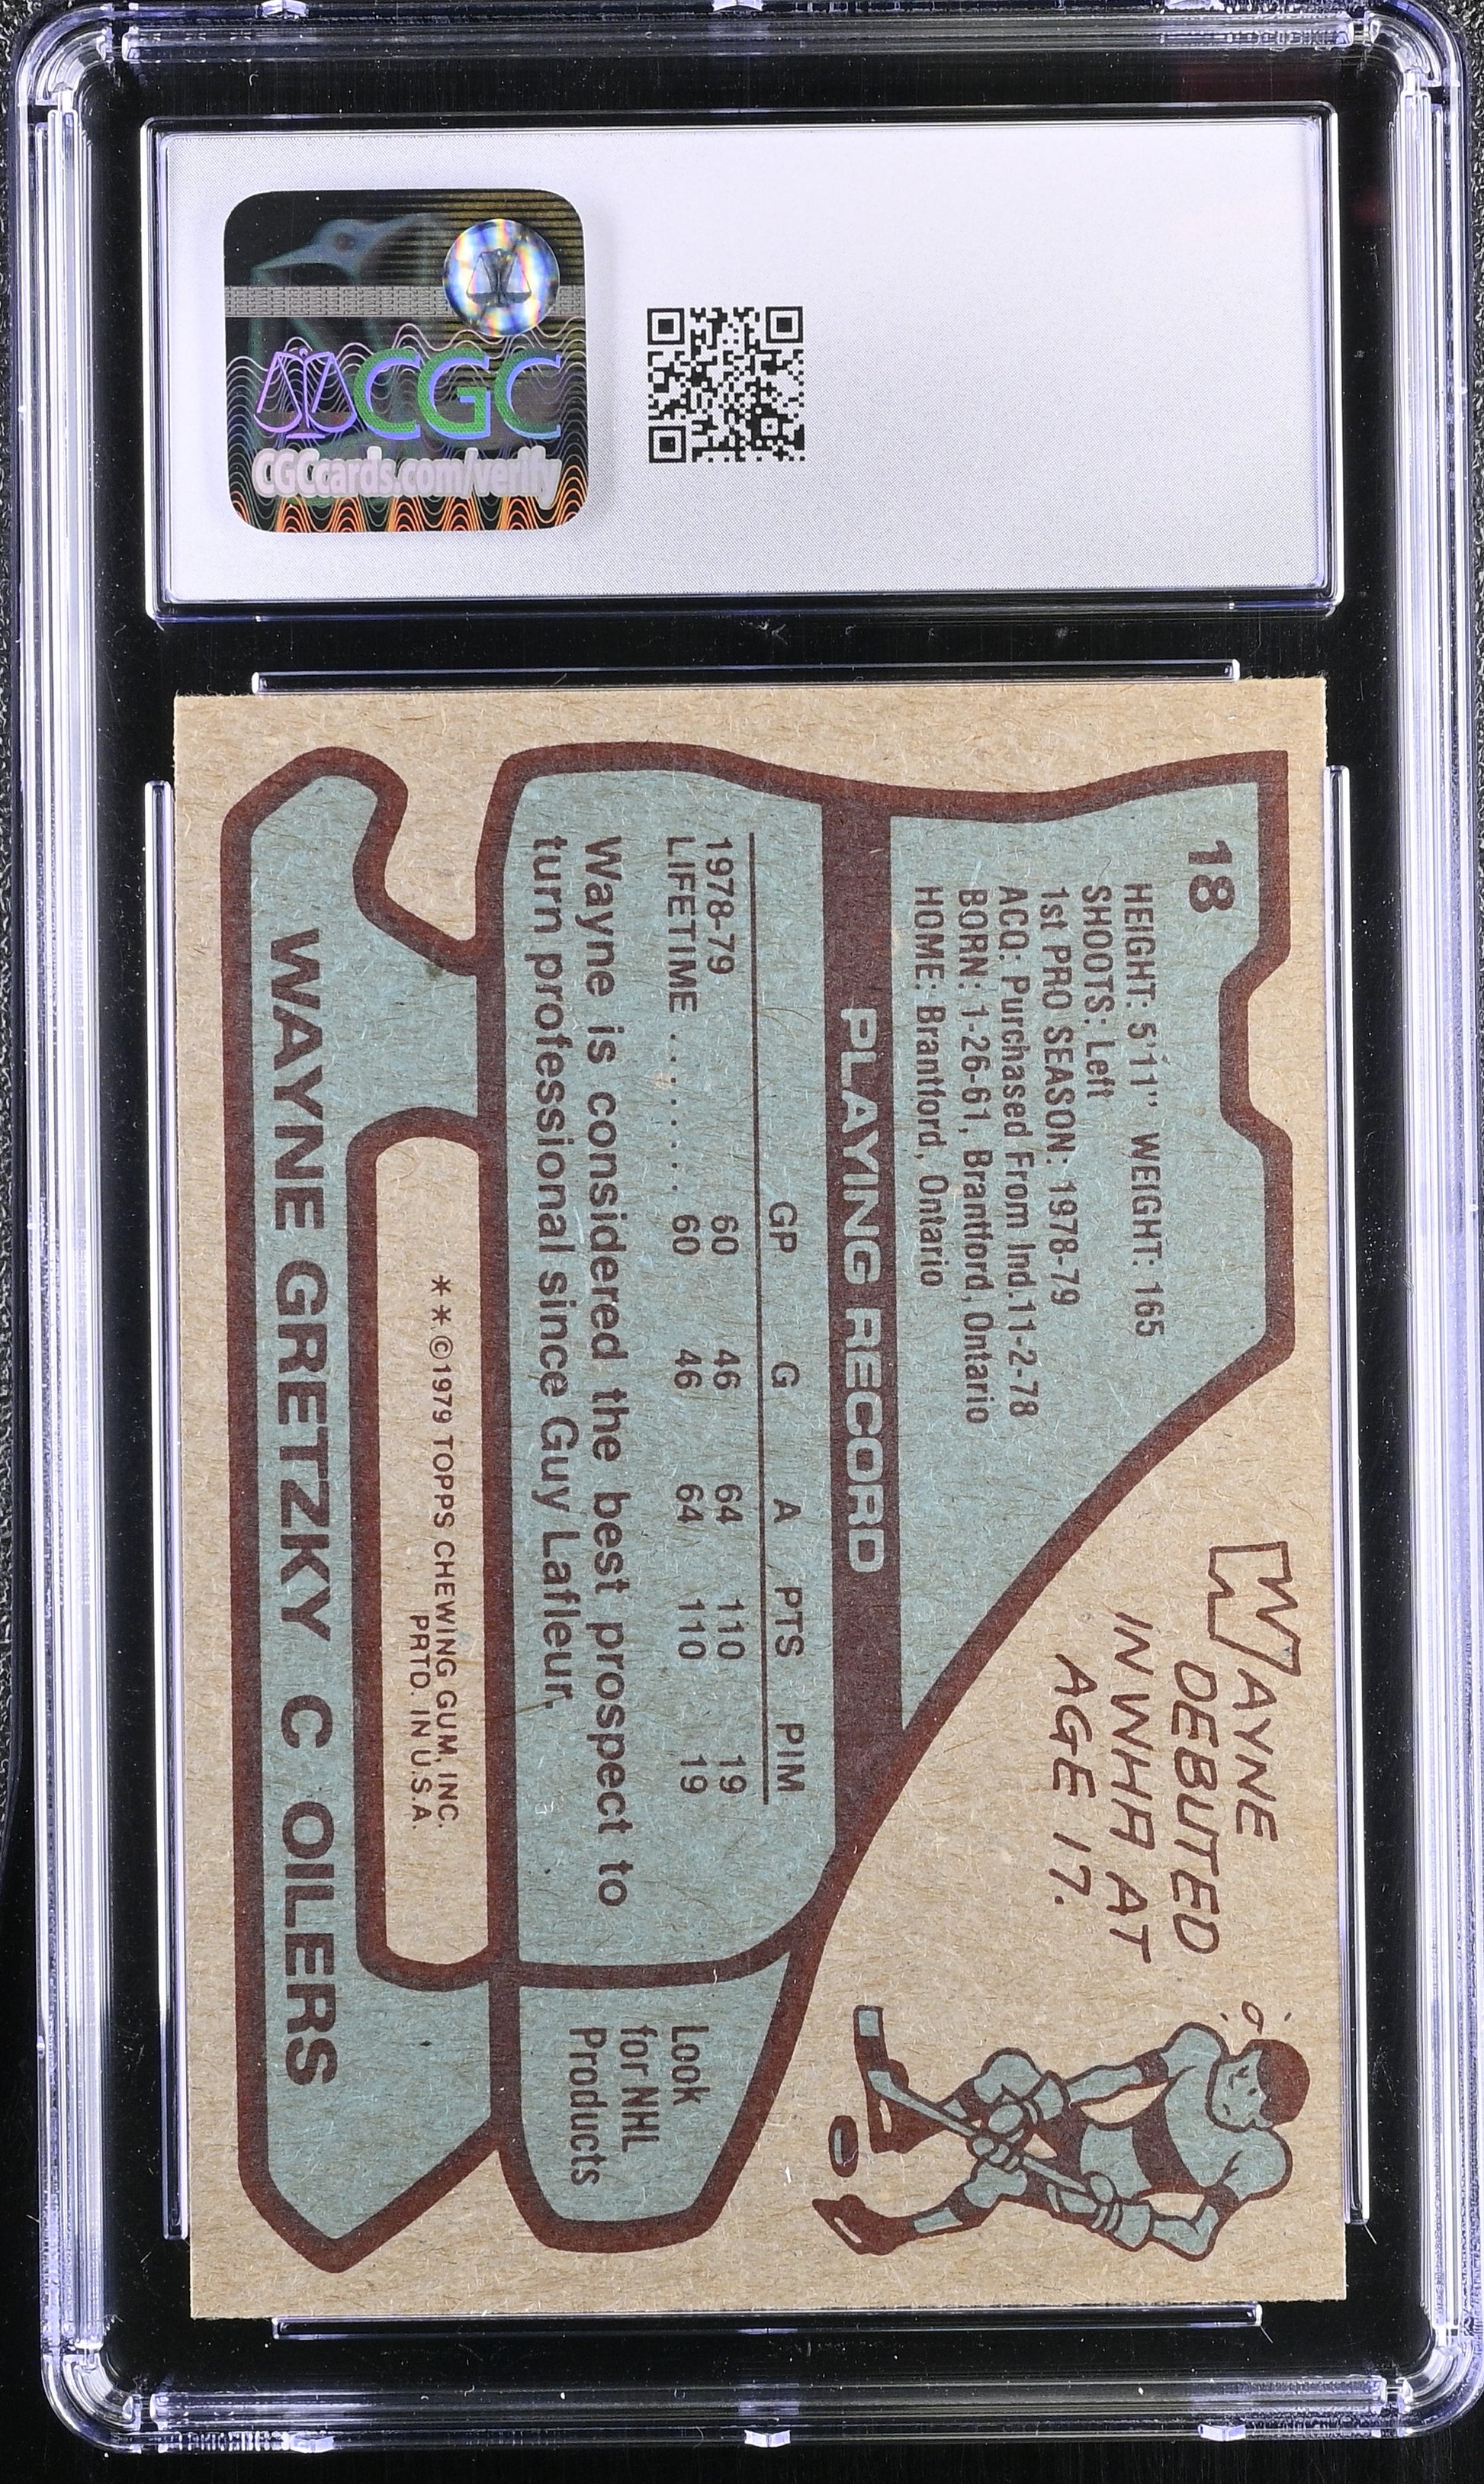 CGC
CGCcards.com/verify
18
HEIGHT: 5'11" WEIGHT: 165
SHOOTS: Left
1st PRO SEASON: 1978-79
ACQ: Purchased From Ind. 11-2-78
BORN: 1-26-61, Brantford, Ontario
HOME: Brantford, Ontario
WAYNE
DEBUTED
IN WHA AT
AGE 17.
PLAYING RECORD
GP G A PTS PIM
1978-79 60 46 64 110 19
LIFETIME ........ 60 46 64 110 19
Wayne is considered the best prospect to
turn professional since Guy Lafleur.
Look
for NHL
Products
**©1979 TOPPS CHEWING GUM, INC.
PRTD. IN U.S.A.
WAYNE GRETZKY C OILERS